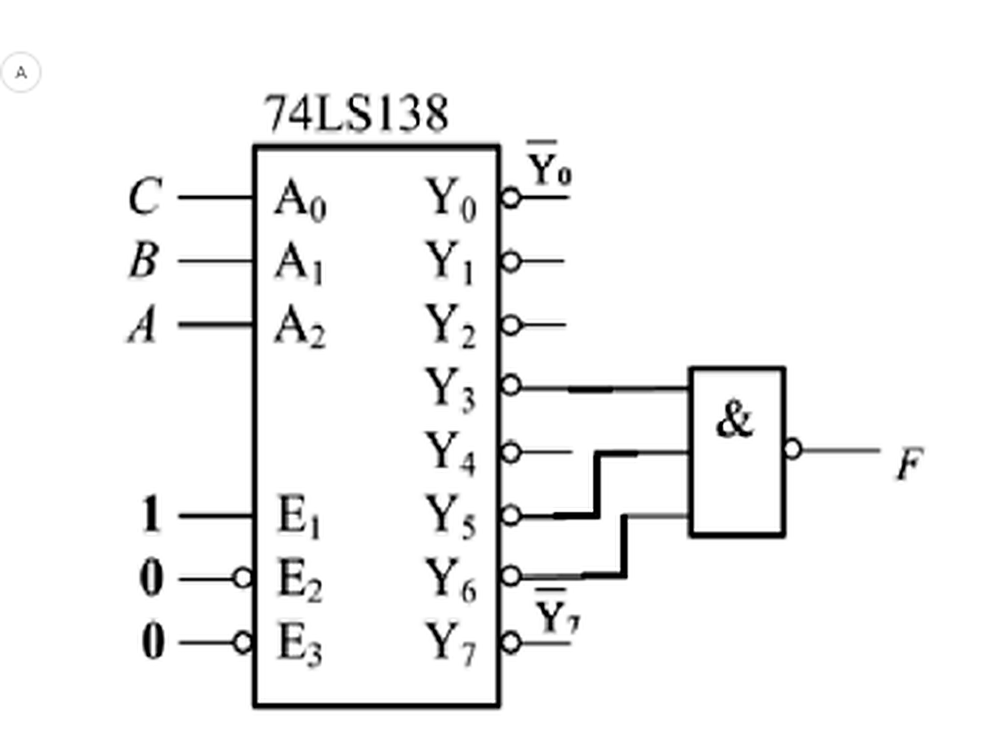 A
74LS138
Y̅₀
C A₀ Y₀
B A₁ Y₁
A A₂ Y₂
Y₃
&
Y₄
F
1 E₁ Y₅
0 E₂ Y₆
Y̅₇
0 E₃ Y₇